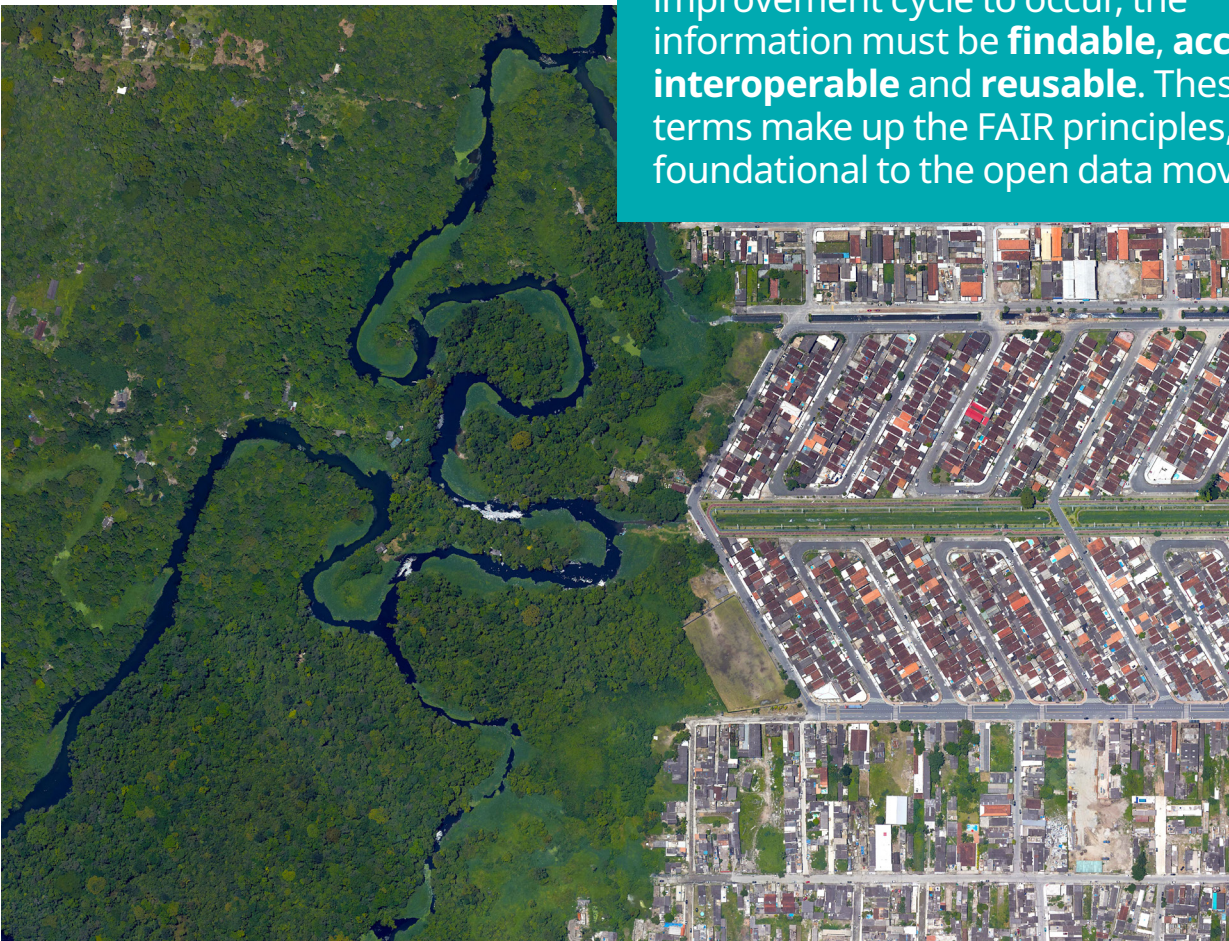 improvement cycle to occur, the
information must be findable, acc
interoperable and reusable. Thes
terms make up the FAIR principles,
foundational to the open data mov